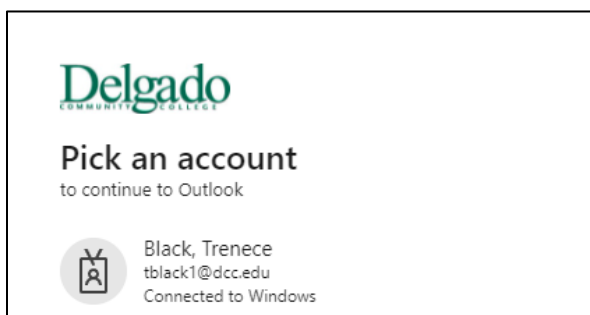 Delgado
COMMUNITY COLLEGE
Pick an account
to continue to Outlook
Black, Trenece
tblack1@dcc.edu
Connected to Windows